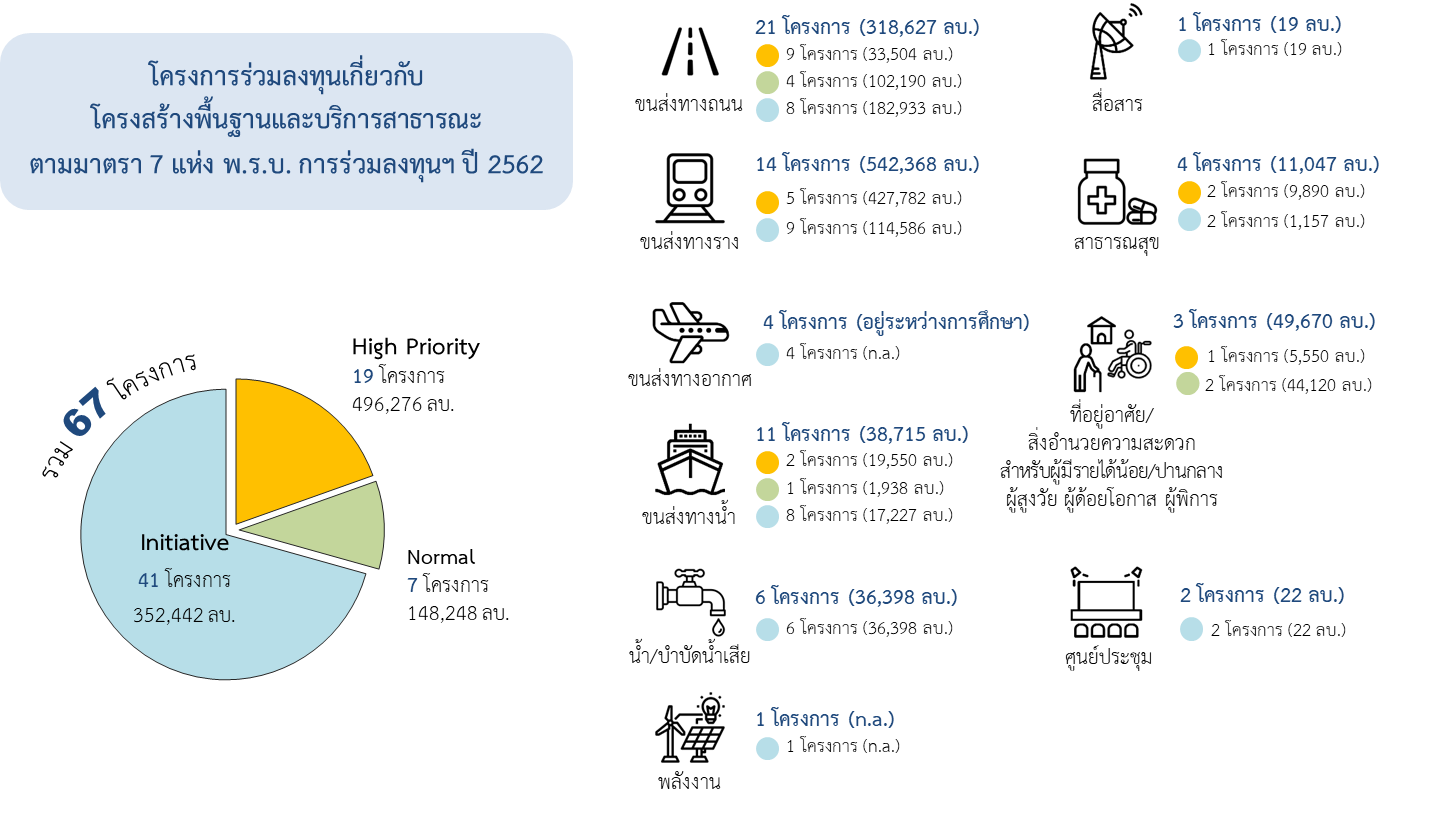 โครงการร่วมลงทุนเกี่ยวกับ
โครงสร้างพื้นฐานและบริการสาธารณะ
ตามมาตรา 7 แห่ง พ.ร.บ. การร่วมลงทุนฯ ปี 2562
รวม 67 โครงการ
High Priority
19 โครงการ
496,276 ลบ.
Normal
7 โครงการ
148,248 ลบ.
Initiative
41 โครงการ
352,442 ลบ.
ขนส่งทางถนน
21 โครงการ (318,627 ลบ.)
9 โครงการ (33,504 ลบ.)
4 โครงการ (102,190 ลบ.)
8 โครงการ (182,933 ลบ.)
ขนส่งทางราง
14 โครงการ (542,368 ลบ.)
5 โครงการ (427,782 ลบ.)
9 โครงการ (114,586 ลบ.)
ขนส่งทางอากาศ
4 โครงการ (อยู่ระหว่างการศึกษา)
4 โครงการ (n.a.)
ขนส่งทางน้ำ
11 โครงการ (38,715 ลบ.)
2 โครงการ (19,550 ลบ.)
1 โครงการ (1,938 ลบ.)
8 โครงการ (17,227 ลบ.)
น้ำ/บำบัดน้ำเสีย
6 โครงการ (36,398 ลบ.)
6 โครงการ (36,398 ลบ.)
พลังงาน
1 โครงการ (n.a.)
1 โครงการ (n.a.)
สื่อสาร
1 โครงการ (19 ลบ.)
1 โครงการ (19 ลบ.)
สาธารณสุข
4 โครงการ (11,047 ลบ.)
2 โครงการ (9,890 ลบ.)
2 โครงการ (1,157 ลบ.)
3 โครงการ (49,670 ลบ.)
1 โครงการ (5,550 ลบ.)
2 โครงการ (44,120 ลบ.)
ที่อยู่อาศัย/
สิ่งอำนวยความสะดวก
สำหรับผู้มีรายได้น้อย/ปานกลาง
ผู้สูงวัย ผู้ด้อยโอกาส ผู้พิการ
ศูนย์ประชุม
2 โครงการ (22 ลบ.)
2 โครงการ (22 ลบ.)